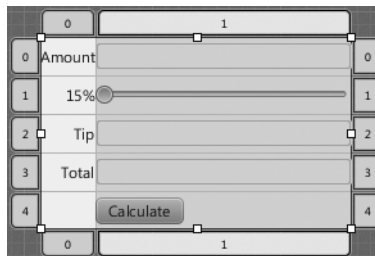 0 1
0 Amount 0
1 15% 1
2 Tip 2
3 Total 3
4 Calculate 4
0 1